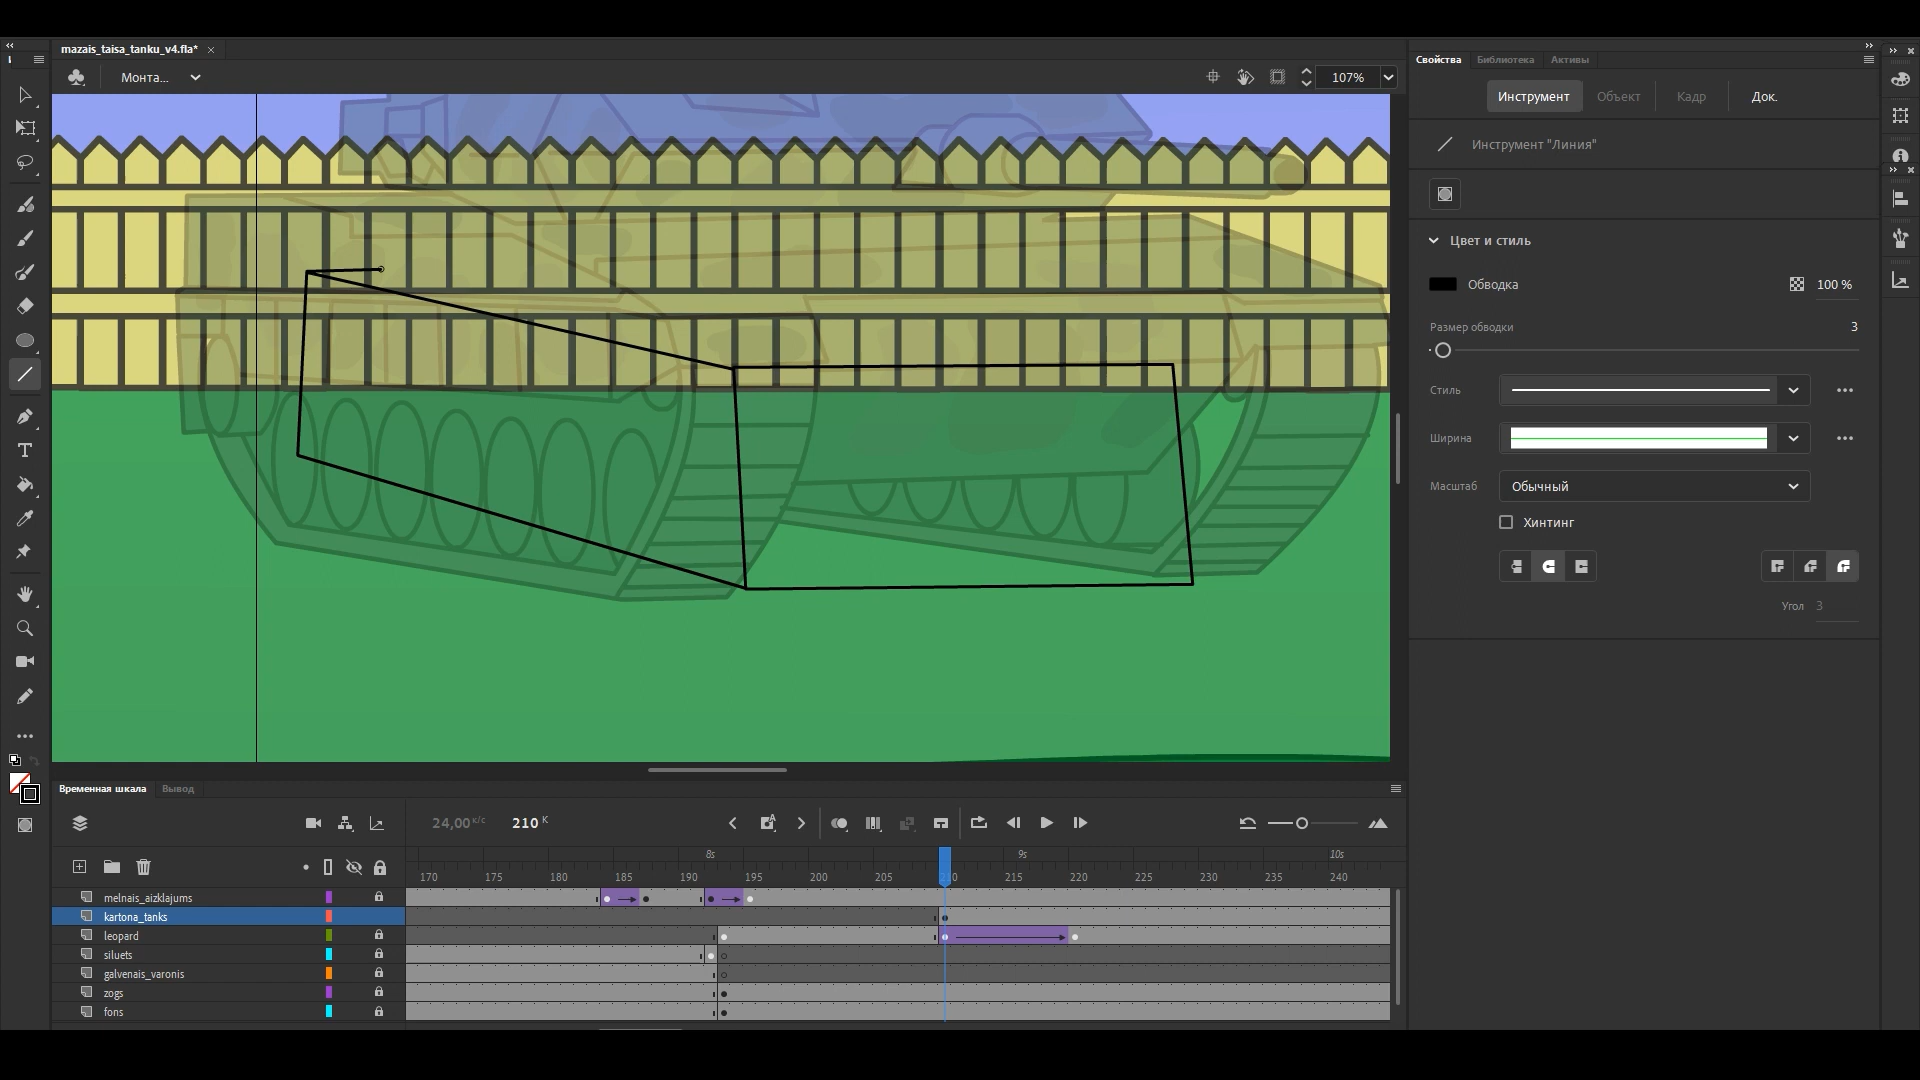 mazais_taisa_tanku_v4.fla*
Монта...
107%
Свойства Библиотека Активы
Инструмент Объект Кадр Док.
Инструмент "Линия"
Цвет и стиль
Обводка 100 %
Размер обводки 3
Стиль
Ширина
Масштаб Обычный
Хинтинг
Угол 3
Временная шкала Вывод
24,00 к/с 210 К
8s 9s 10s
170 175 180 185 190 195 200 205 210 215 220 225 230 235 240
melnais_aizklajums
kartona_tanks
leopard
siluets
galvenais_varonis
zogs
fons